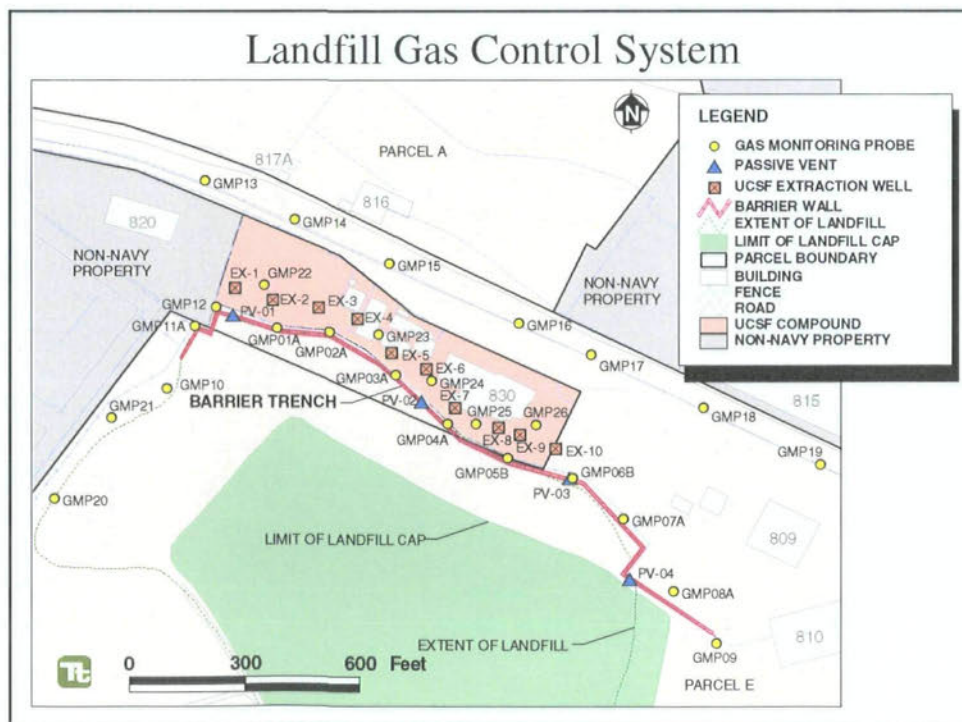 Landfill Gas Control System
N
LEGEND
GAS MONITORING PROBE
PASSIVE VENT
UCSF EXTRACTION WELL
BARRIER WALL
EXTENT OF LANDFILL
LIMIT OF LANDFILL CAP
PARCEL BOUNDARY
BUILDING
FENCE
ROAD
UCSF COMPOUND
NON-NAVY PROPERTY
817A
PARCEL A
GMP13
816
820
GMP14
NON-NAVY
PROPERTY
GMP15
NON-NAVY
PROPERTY
EX-1
GMP22
EX-2
EX-3
GMP12
PV-01
EX-4
GMP16
GMP11A
GMP01A
GMP02A
GMP23
EX-5
GMP17
EX-6
GMP03A
GMP24
GMP10
BARRIER TRENCH
EX-7
830
PV-02
815
GMP21
GMP25
GMP26
GMP18
GMP04A
EX-8
EX-9
EX-10
GMP05B
GMP19
GMP06B
PV-03
GMP20
GMP07A
LIMIT OF LANDFILL CAP
809
PV-04
GMP08A
EXTENT OF LANDFILL
810
GMP09
Tt
0 300 600 Feet
PARCEL E